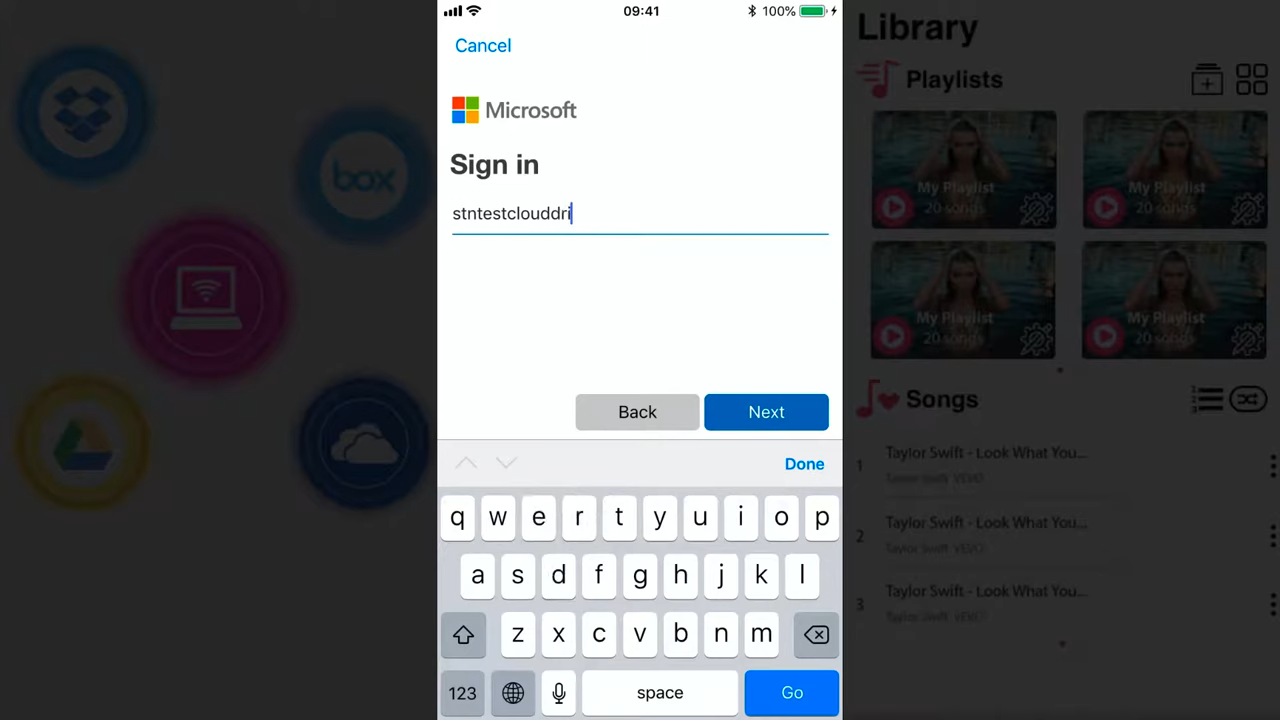 09:41
100%
Cancel
Microsoft
Sign in
stntestclouddri
Back
Next
Done
q w e r t y u i o p
a s d f g h j k l
z x c v b n m
123
space
Go
box
Library
Playlists
My Playlist
20 songs
My Playlist
20 songs
My Playlist
20 songs
My Playlist
20 songs
Songs
1
Taylor Swift - Look What You...
Taylor Swift VEVO
2
Taylor Swift - Look What You...
Taylor Swift VEVO
3
Taylor Swift - Look What You...
Taylor Swift VEVO